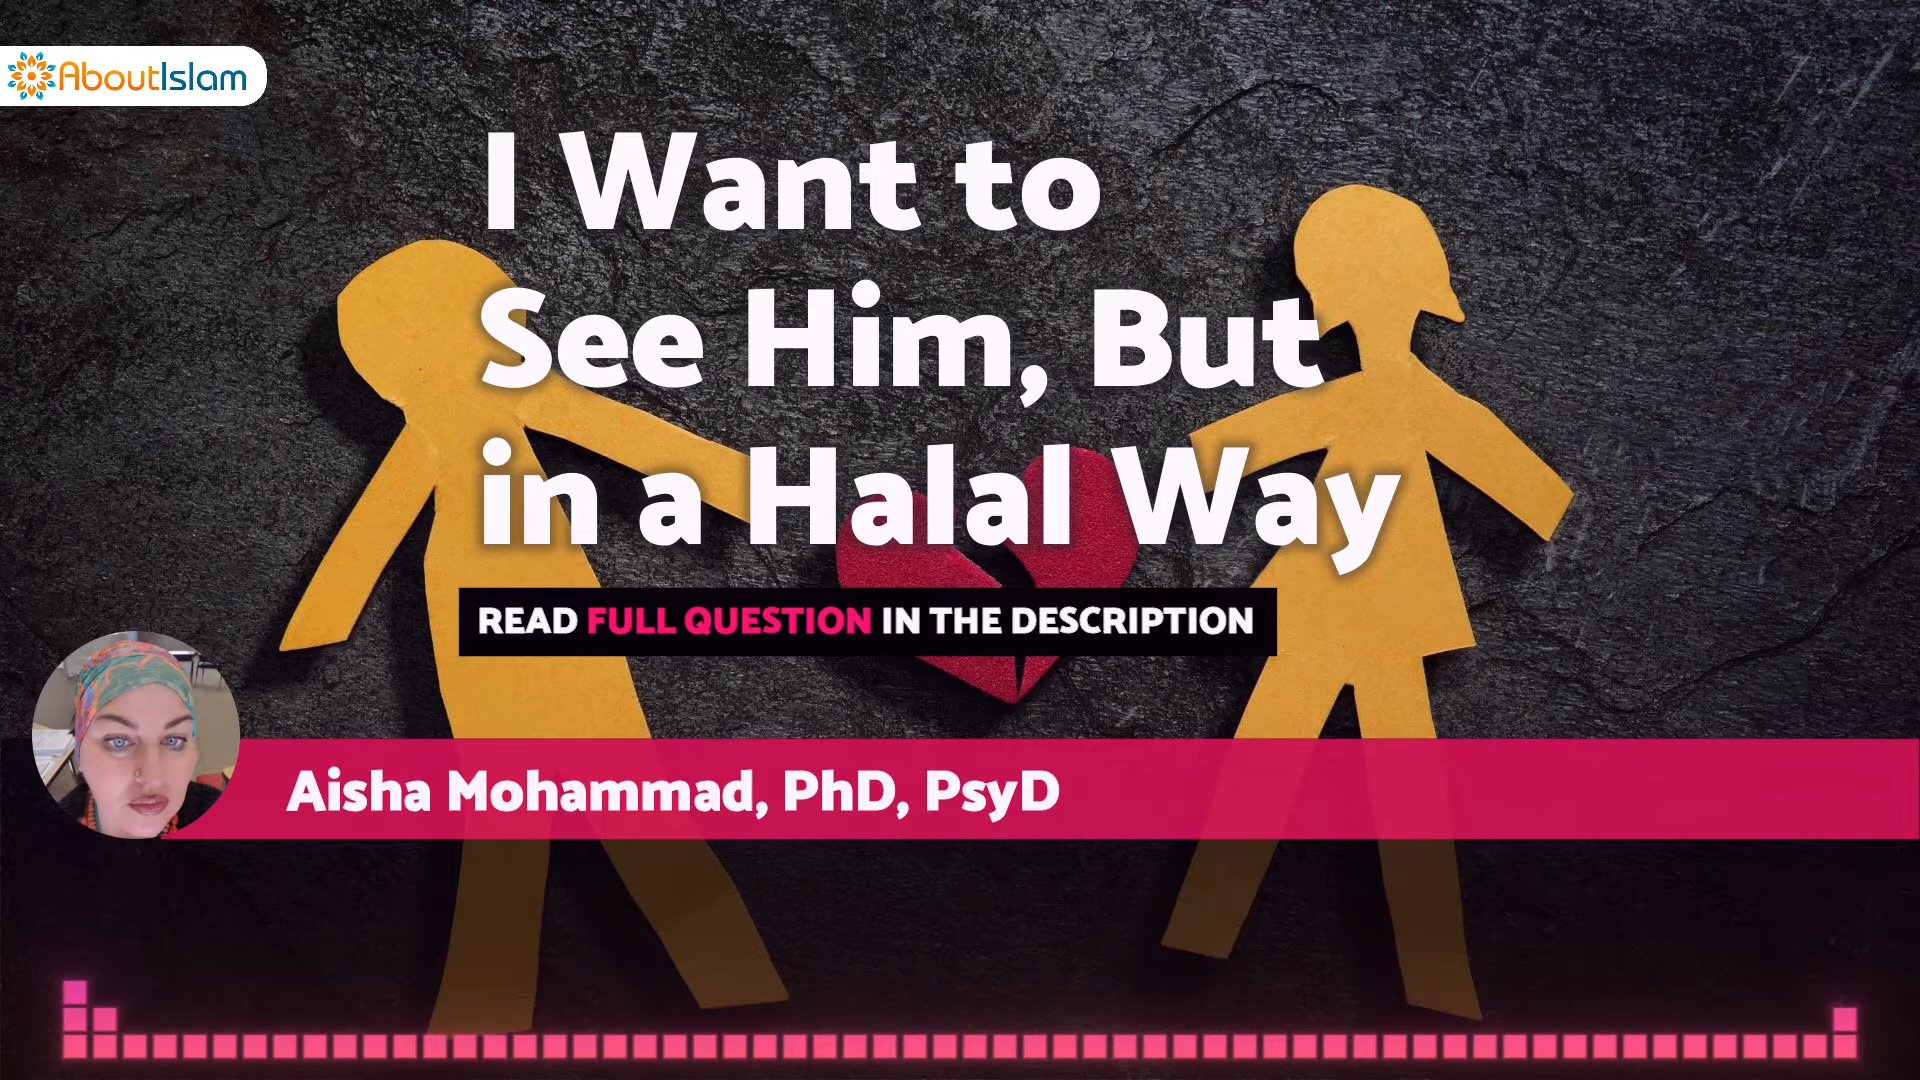 AboutIslam
I Want to
See Him, But
in a Halal Way
READ FULL QUESTION IN THE DESCRIPTION
Aisha Mohammad, PhD, PsyD